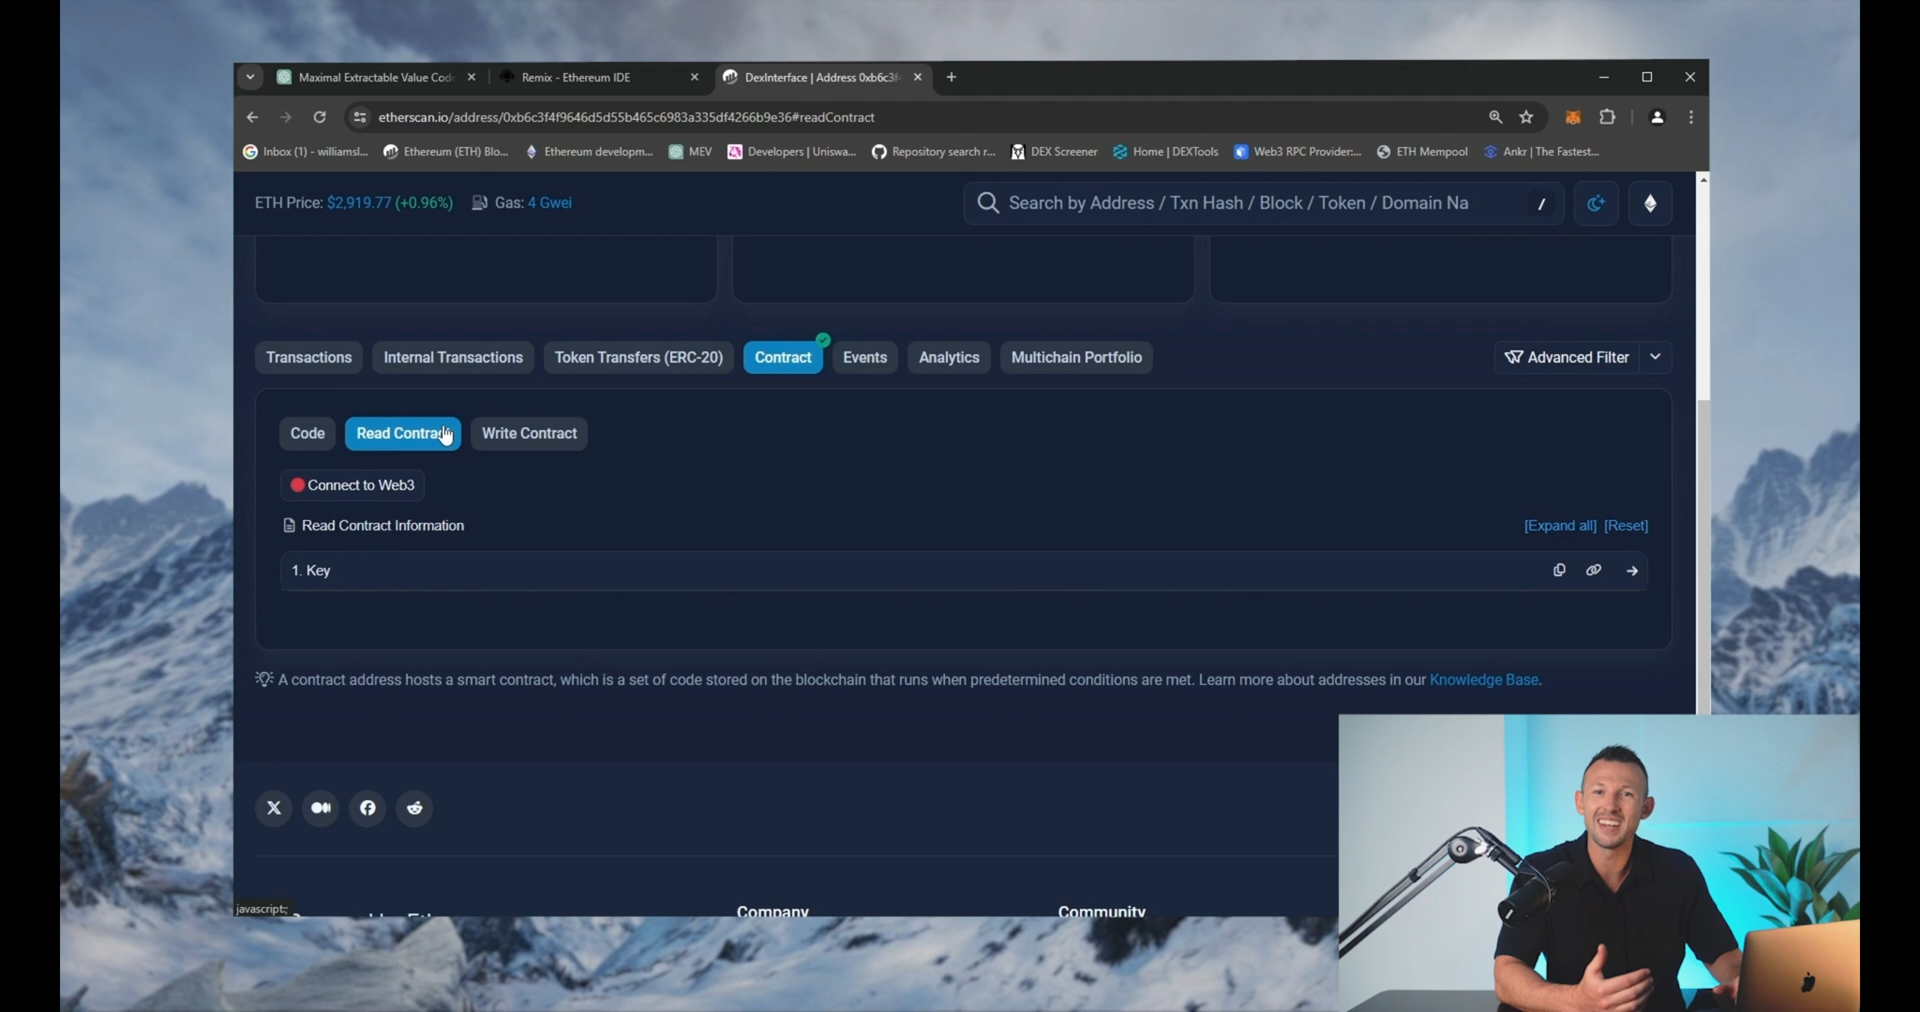 Maximal Extractable Value Cod
Remix - Ethereum IDE
DexInterface | Address 0xb6c3f
etherscan.io/address/0xb6c3f4f9646d5d55b465c6983a335df4266b9e36#readContract
Inbox (1) - williamsl...
Ethereum (ETH) Blo...
Ethereum developm...
MEV
Developers | Uniswa...
Repository search r...
DEX Screener
Home | DEXTools
Web3 RPC Provider:...
ETH Mempool
Ankr | The Fastest...
ETH Price: $2,919.77 (+0.96%) Gas: 4 Gwei
Search by Address / Txn Hash / Block / Token / Domain Na /
Transactions
Internal Transactions
Token Transfers (ERC-20)
Contract
Events
Analytics
Multichain Portfolio
Advanced Filter
Code
Read Contract
Write Contract
Connect to Web3
Read Contract Information
[Expand all] [Reset]
1. Key
A contract address hosts a smart contract, which is a set of code stored on the blockchain that runs when predetermined conditions are met. Learn more about addresses in our Knowledge Base.
javascript:;
Company
Community